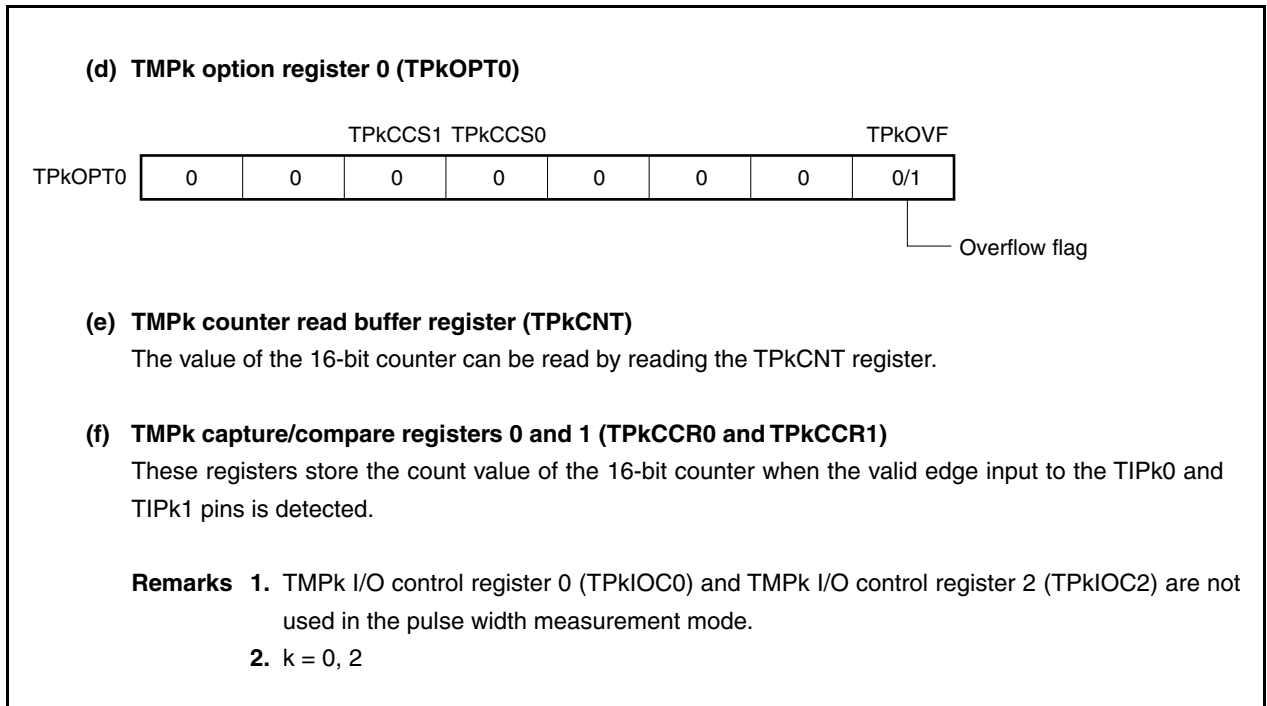 (d) TMPk option register 0 (TPkOPT0)
TPkCCS1 TPkCCS0 TPkOVF
TPkOPT0 0 0 0 0 0 0 0 0/1
Overflow flag
(e) TMPk counter read buffer register (TPkCNT)
The value of the 16-bit counter can be read by reading the TPkCNT register.
(f) TMPk capture/compare registers 0 and 1 (TPkCCR0 and TPkCCR1)
These registers store the count value of the 16-bit counter when the valid edge input to the TIPk0 and
TIPk1 pins is detected.
Remarks 1. TMPk I/O control register 0 (TPkIOC0) and TMPk I/O control register 2 (TPkIOC2) are not
used in the pulse width measurement mode.
2. k = 0, 2